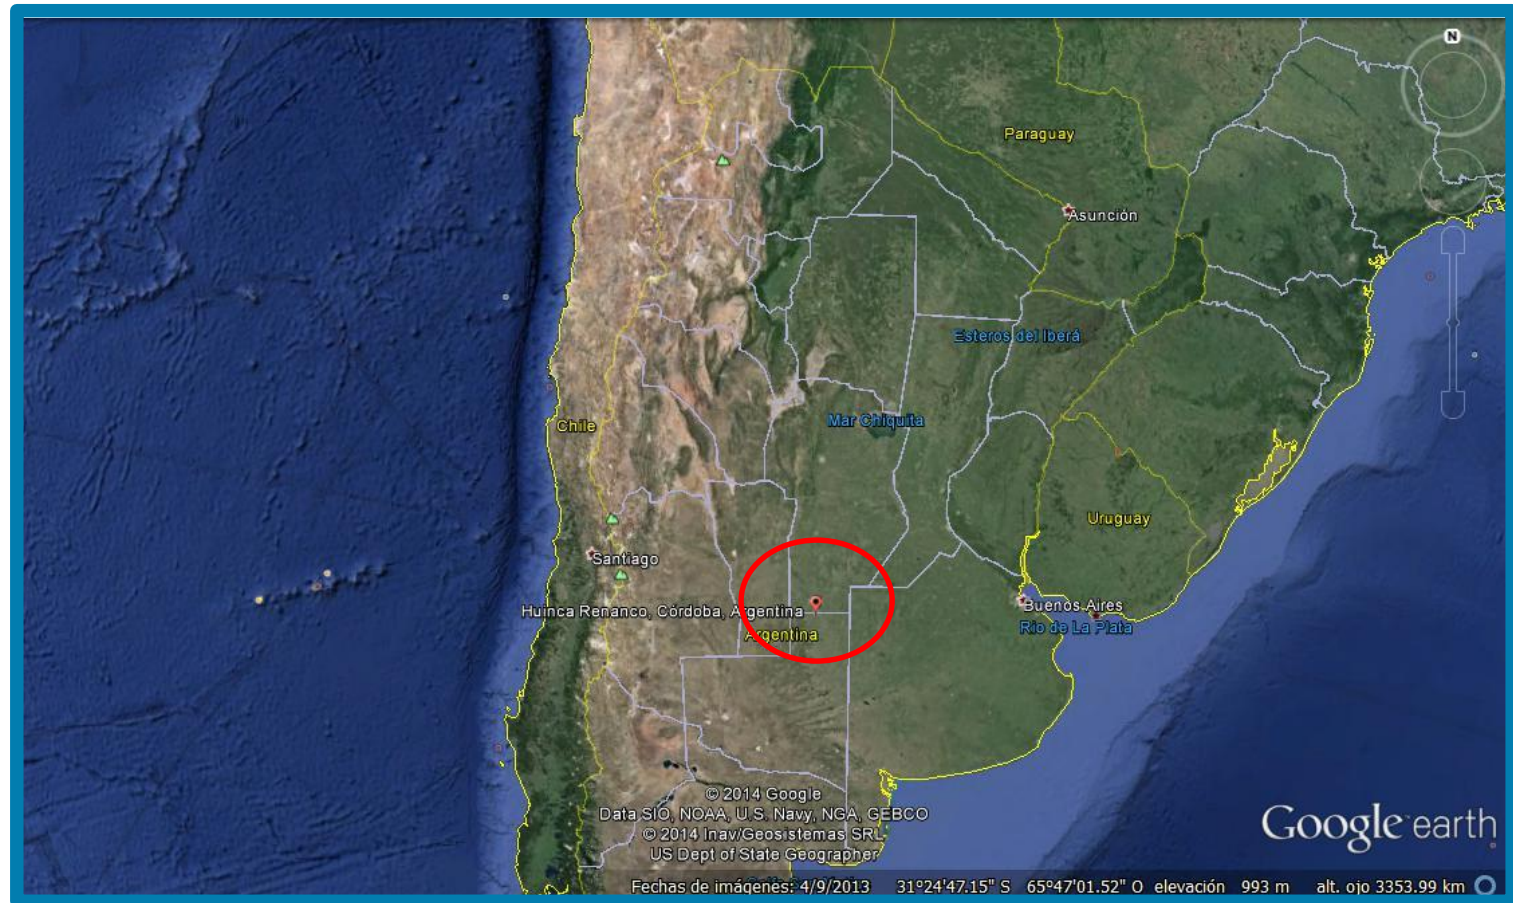 N
Paraguay
Asunción
Esteros del Iberá
Chile
Mar Chiquita
Uruguay
Santiago
Huinca Renanco, Córdoba, Argentina
Buenos Aires
Rio de La Plata
Argentina
© 2014 Google
Data SIO, NOAA, U.S. Navy, NGA, GEBCO
© 2014 Inav/Geosistemas SRL
US Dept of State Geographer
Google earth
Fechas de imágenes: 4/9/2013 31°24'47.15" S 65°47'01.52" O elevación 993 m alt. ojo 3353.99 km